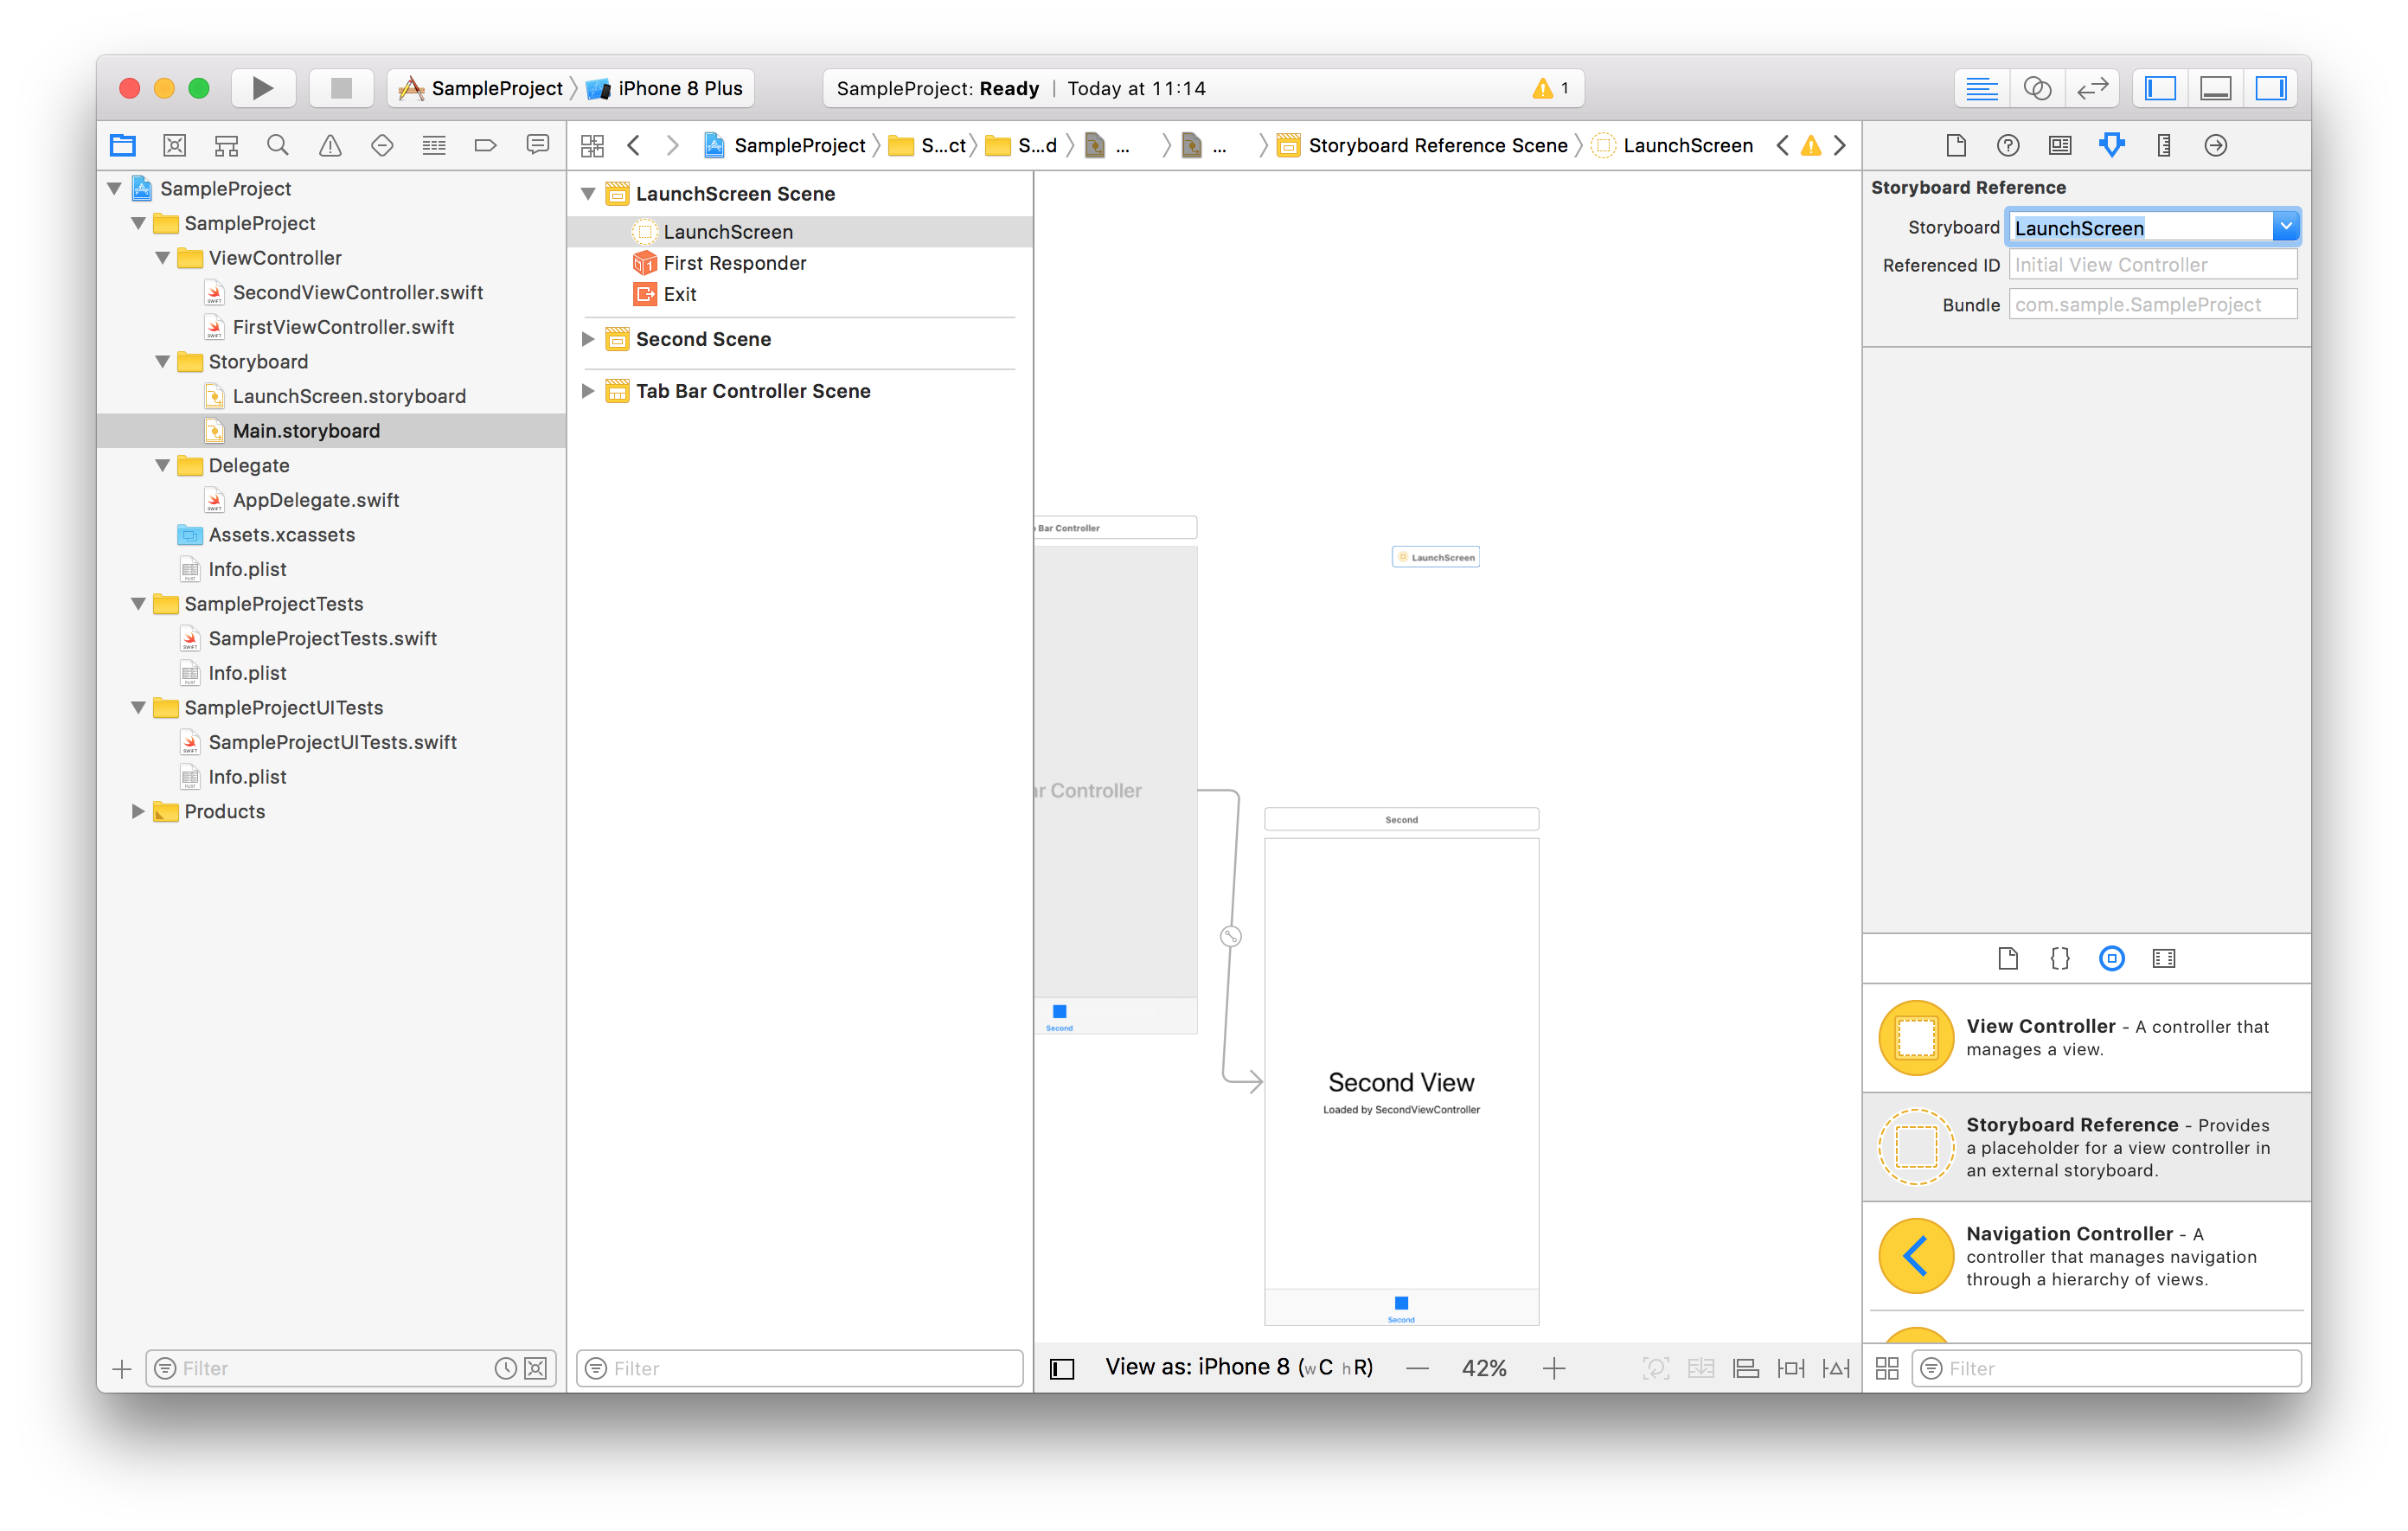 SampleProject
iPhone 8 Plus
SampleProject: Ready | Today at 11:14
1
SampleProject
S...ct
S...d
...
...
Storyboard Reference Scene
LaunchScreen
SampleProject
SampleProject
ViewController
SecondViewController.swift
FirstViewController.swift
Storyboard
LaunchScreen.storyboard
Main.storyboard
Delegate
AppDelegate.swift
Assets.xcassets
Info.plist
SampleProjectTests
SampleProjectTests.swift
Info.plist
SampleProjectUITests
SampleProjectUITests.swift
Info.plist
Products
Filter
LaunchScreen Scene
LaunchScreen
First Responder
Exit
Second Scene
Tab Bar Controller Scene
Filter
Bar Controller
LaunchScreen
ar Controller
Second
Second
Second View
Loaded by SecondViewController
Second
View as: iPhone 8 (wC hR)
42%
Storyboard Reference
Storyboard LaunchScreen
Referenced ID Initial View Controller
Bundle com.sample.SampleProject
View Controller - A controller that
manages a view.
Storyboard Reference - Provides
a placeholder for a view controller in
an external storyboard.
Navigation Controller - A
controller that manages navigation
through a hierarchy of views.
Filter